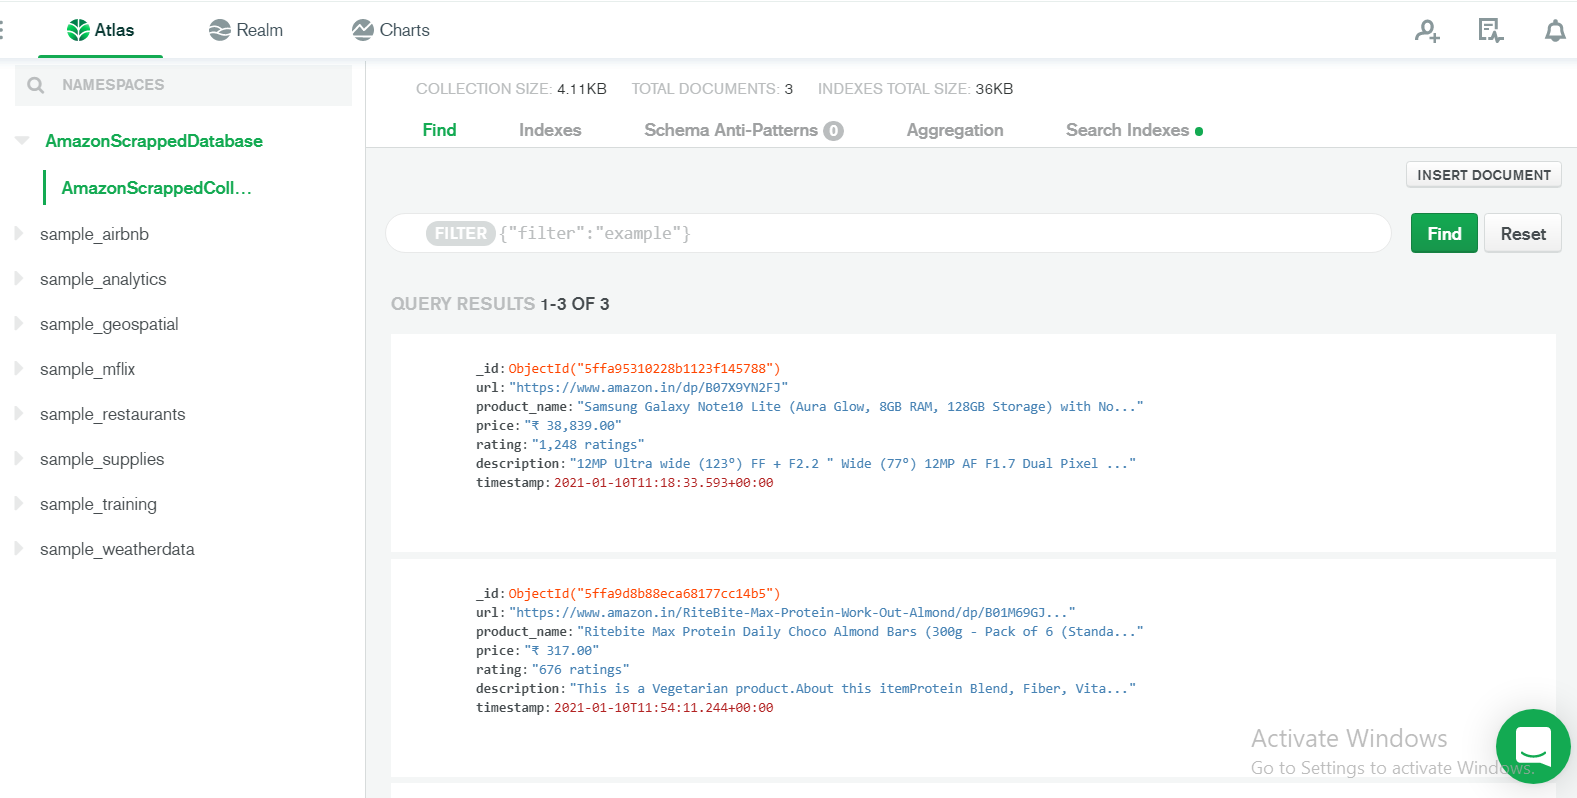 Atlas
Realm
Charts
NAMESPACES
AmazonScrappedDatabase
AmazonScrappedColl...
sample_airbnb
sample_analytics
sample_geospatial
sample_mflix
sample_restaurants
sample_supplies
sample_training
sample_weatherdata
COLLECTION SIZE: 4.11KB TOTAL DOCUMENTS: 3 INDEXES TOTAL SIZE: 36KB
Find Indexes Schema Anti-Patterns 0 Aggregation Search Indexes
INSERT DOCUMENT
FILTER {"filter":"example"}
Find
Reset
QUERY RESULTS 1-3 OF 3
_id: ObjectId("5ffa95310228b1123f145788")
url: "https://www.amazon.in/dp/B07X9YN2FJ"
product_name: "Samsung Galaxy Note10 Lite (Aura Glow, 8GB RAM, 128GB Storage) with No..."
price: "₹ 38,839.00"
rating: "1,248 ratings"
description: "12MP Ultra wide (123°) FF + F2.2 " Wide (77°) 12MP AF F1.7 Dual Pixel ..."
timestamp: 2021-01-10T11:18:33.593+00:00
_id: ObjectId("5ffa9d8b88eca68177cc14b5")
url: "https://www.amazon.in/RiteBite-Max-Protein-Work-Out-Almond/dp/B01M69GJ..."
product_name: "Ritebite Max Protein Daily Choco Almond Bars (300g - Pack of 6 (Standa..."
price: "₹ 317.00"
rating: "676 ratings"
description: "This is a Vegetarian product.About this itemProtein Blend, Fiber, Vita..."
timestamp: 2021-01-10T11:54:11.244+00:00
Activate Windows
Go to Settings to activate Windows.